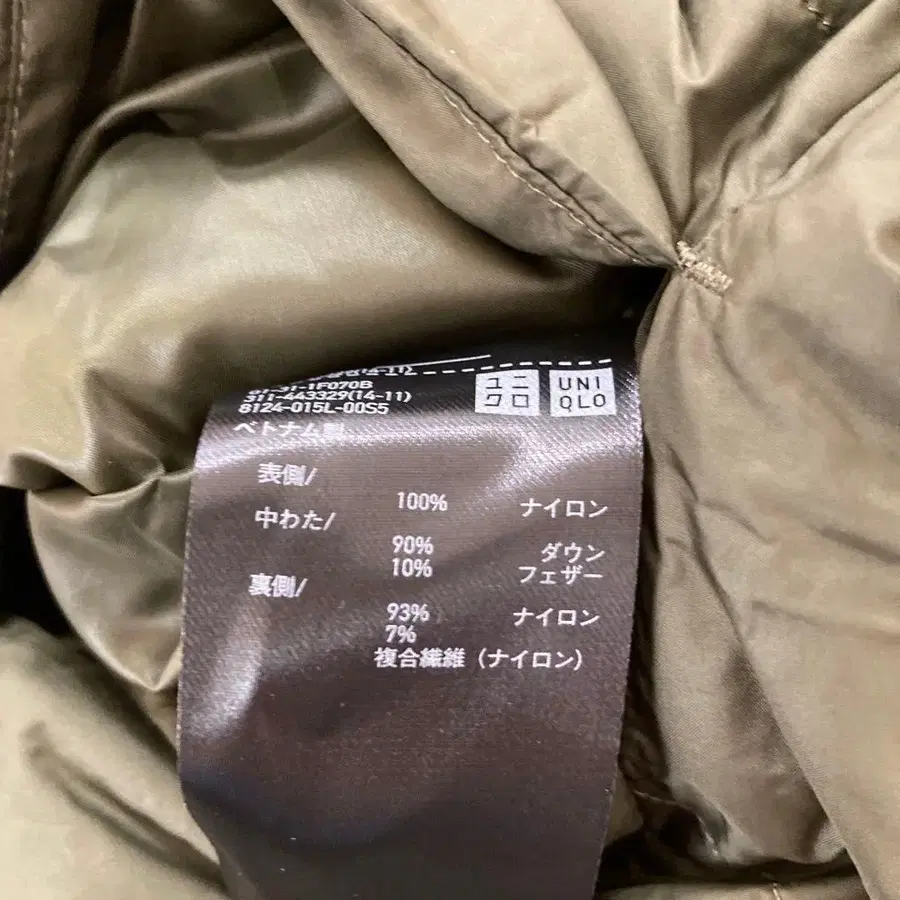 311-443329(14-11)
8124-015L-00S5
ユニ
クロ
UNI
QLO
ベトナム製
表側/
100% ナイロン
中わた/
90% ダウン
10% フェザー
裏側/
93% ナイロン
7%
複合繊維(ナイロン)